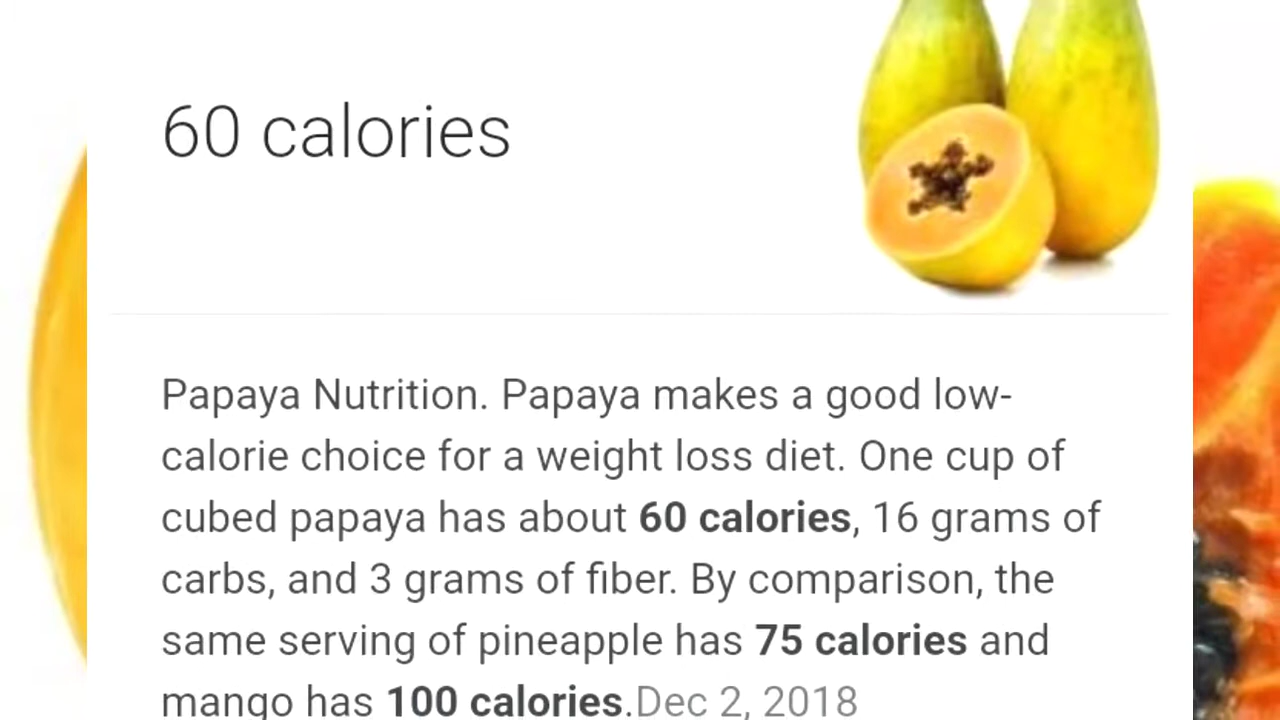 60 calories
Papaya Nutrition. Papaya makes a good low-
calorie choice for a weight loss diet. One cup of
cubed papaya has about 60 calories, 16 grams of
carbs, and 3 grams of fiber. By comparison, the
same serving of pineapple has 75 calories and
mango has 100 calories.Dec 2, 2018